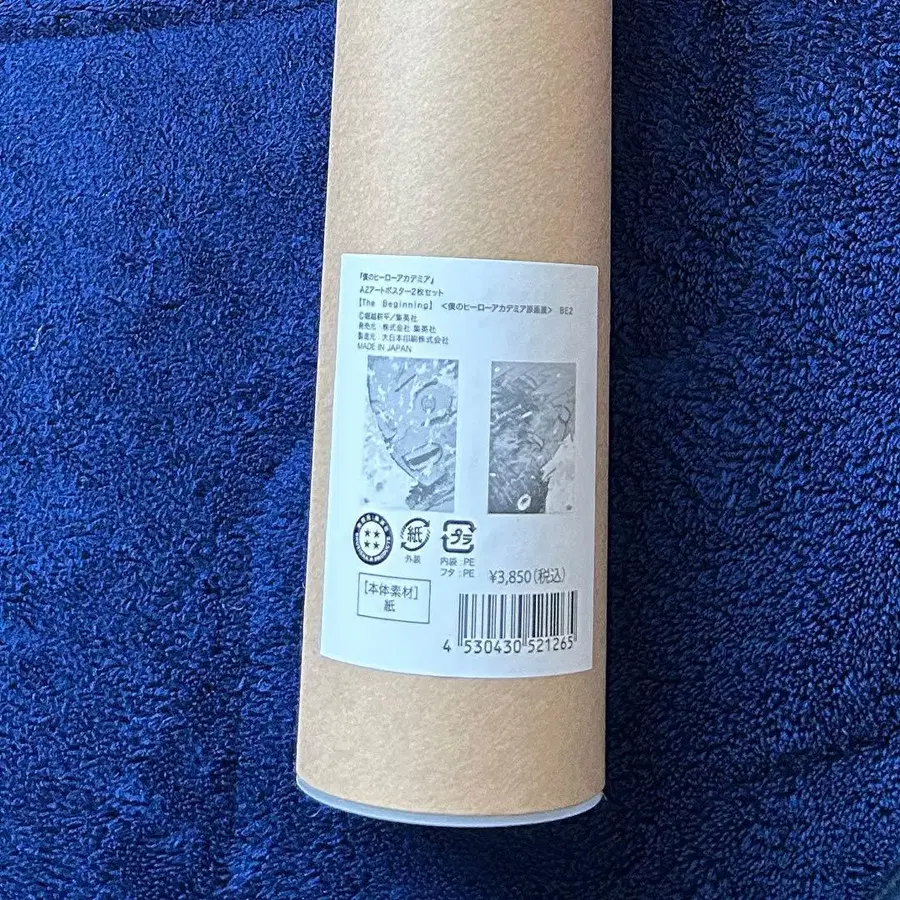 『僕のヒーローアカデミア』
A2アートポスター2枚セット
【The Beginning】 <僕のヒーローアカデミア原画展> BE2
©堀越耕平／集英社
発売元：株式会社 集英社
製造元：大日本印刷株式会社
MADE IN JAPAN
紙
外装
プラ
内袋：PE
フタ：PE
¥3,850(税込)
[本体素材]
紙
4 530430 521265